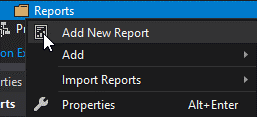 Reports
Add New Report
Add
Import Reports
Properties Alt+Enter